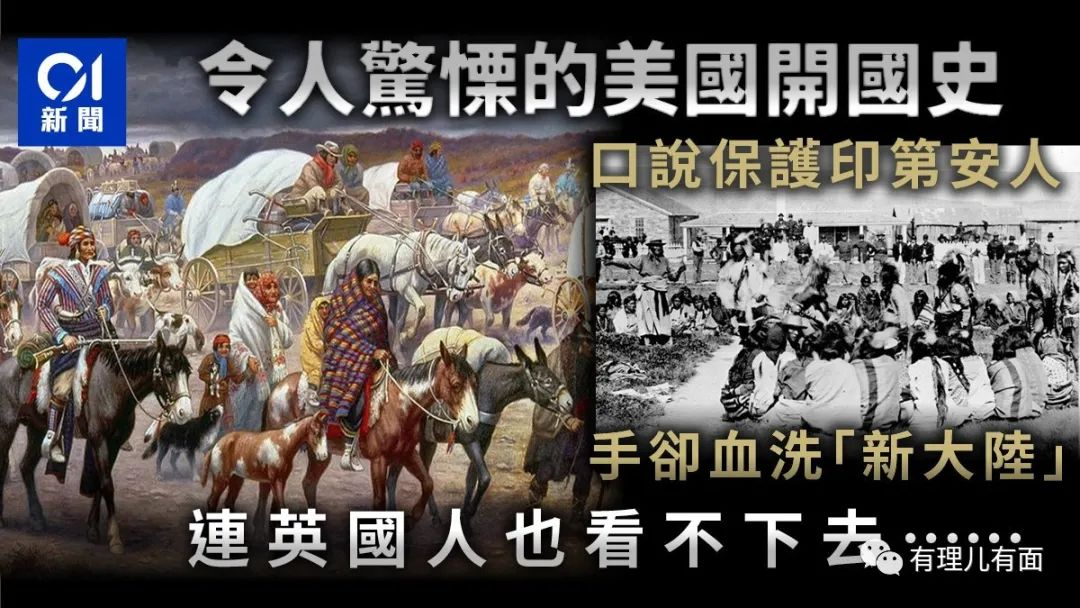 01
新聞
令人驚慄的美國開國史
口說保護印第安人
手卻血洗「新大陸」
連英國人也看不下去……
有理儿有面